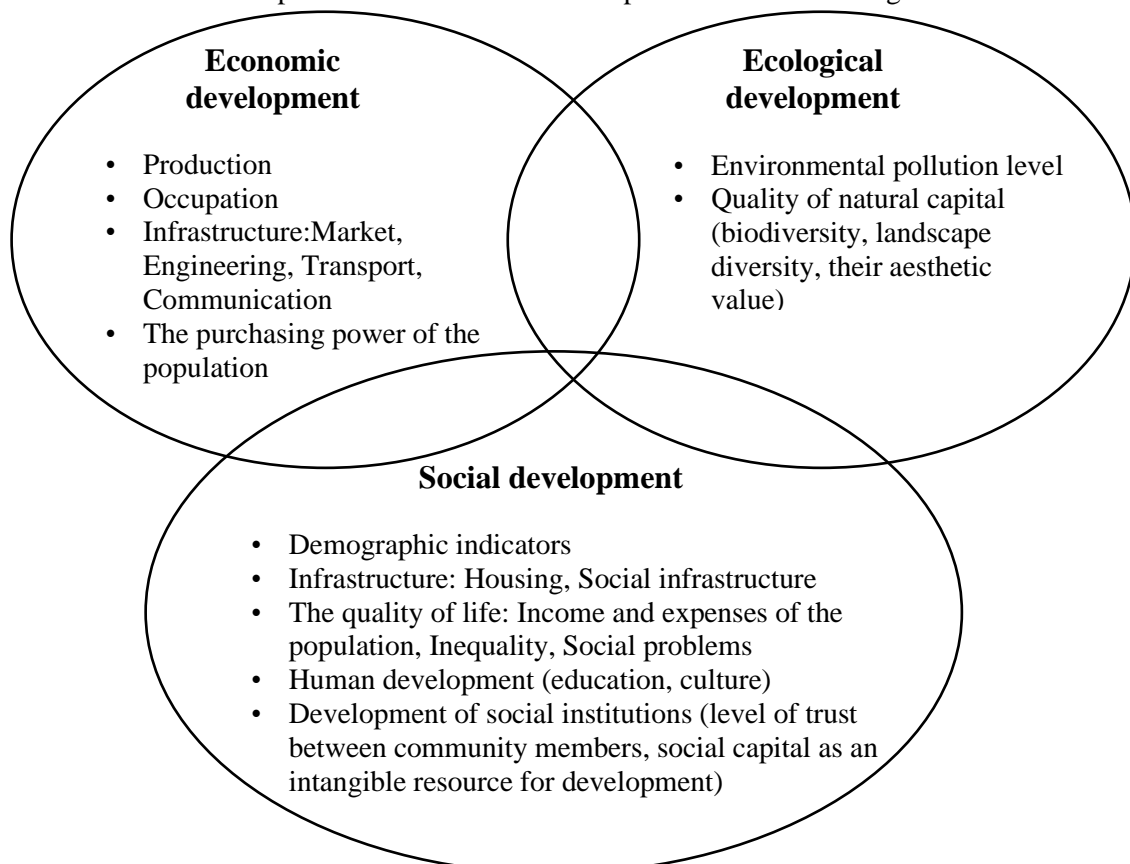 Economic
development
• Production
• Occupation
• Infrastructure:Market,
Engineering, Transport,
Communication
• The purchasing power of the
population
Ecological
development
• Environmental pollution level
• Quality of natural capital
(biodiversity, landscape
diversity, their aesthetic
value)
Social development
• Demographic indicators
• Infrastructure: Housing, Social infrastructure
• The quality of life: Income and expenses of the
population, Inequality, Social problems
• Human development (education, culture)
• Development of social institutions (level of trust
between community members, social capital as an
intangible resource for development)